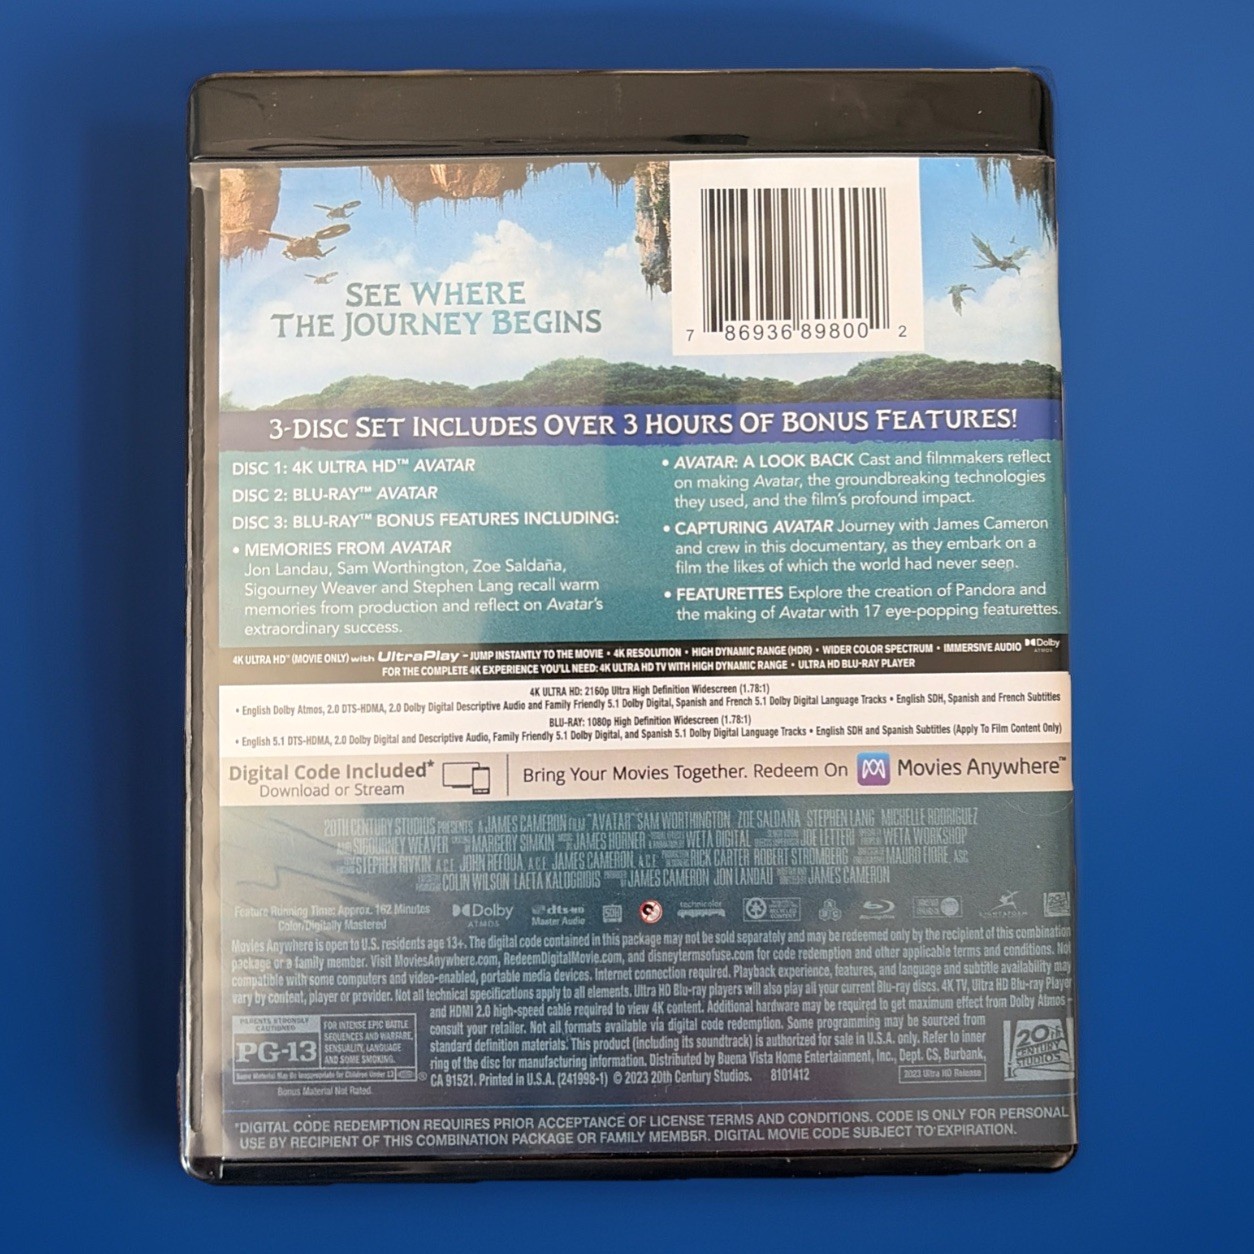 SEE WHERE
THE JOURNEY BEGINS
7 86936 89800 2
3-DISC SET INCLUDES OVER 3 HOURS OF BONUS FEATURES!
DISC 1: 4K ULTRA HD™ AVATAR
DISC 2: BLU-RAY™ AVATAR
DISC 3: BLU-RAY™ BONUS FEATURES INCLUDING:
• MEMORIES FROM AVATAR
Jon Landau, Sam Worthington, Zoe Saldaña,
Sigourney Weaver and Stephen Lang recall warm
memories from production and reflect on Avatar's
extraordinary success.
• AVATAR: A LOOK BACK Cast and filmmakers reflect
on making Avatar, the groundbreaking technologies
they used, and the film's profound impact.
• CAPTURING AVATAR Journey with James Cameron
and crew in this documentary, as they embark on a
film the likes of which the world had never seen.
• FEATURETTES Explore the creation of Pandora and
the making of Avatar with 17 eye-popping featurettes.
4K ULTRA HD™ (MOVIE ONLY) with UltraPlay – JUMP INSTANTLY TO THE MOVIE • 4K RESOLUTION • HIGH DYNAMIC RANGE (HDR) • WIDER COLOR SPECTRUM • IMMERSIVE AUDIO Dolby ATMOS
FOR THE COMPLETE 4K EXPERIENCE YOU'LL NEED: 4K ULTRA HD TV WITH HIGH DYNAMIC RANGE • ULTRA HD BLU-RAY PLAYER
4K ULTRA HD: 2160p Ultra High Definition Widescreen (1.78:1)
• English Dolby Atmos, 2.0 DTS-HDMA, 2.0 Dolby Digital Descriptive Audio and Family Friendly 5.1 Dolby Digital, Spanish and French 5.1 Dolby Digital Language Tracks • English SDH, Spanish and French Subtitles
BLU-RAY: 1080p High Definition Widescreen (1.78:1)
• English 5.1 DTS-HDMA, 2.0 Dolby Digital and Descriptive Audio, Family Friendly 5.1 Dolby Digital, and Spanish 5.1 Dolby Digital Language Tracks • English SDH and Spanish Subtitles (Apply To Film Content Only)
Digital Code Included*
Download or Stream
Bring Your Movies Together. Redeem On Movies Anywhere™
20TH CENTURY STUDIOS PRESENTS A JAMES CAMERON FILM "AVATAR" SAM WORTHINGTON ZOE SALDANA STEPHEN LANG MICHELLE RODRIGUEZ
AND SIGOURNEY WEAVER MARGERY SIMKIN JAMES HORNER WETA DIGITAL JOE LETTERI WETA WORKSHOP
STEPHEN RIVKIN A.C.E. JOHN REFOUA A.C.E. JAMES CAMERON A.C.E. RICK CARTER ROBERT STROMBERG MAURO FIORE, ASC
COLIN WILSON LAETA KALOGRIDIS JAMES CAMERON JON LANDAU JAMES CAMERON
Feature Running Time: Approx. 162 Minutes
Color/Digitally Mastered
Dolby ATMOS
dts-HD Master Audio
technicolor
Movies Anywhere is open to U.S. residents age 13+. The digital code contained in this package may not be sold separately and may be redeemed only by the recipient of this combination
package or a family member. Visit MoviesAnywhere.com, RedeemDigitalMovie.com, and disneytermsofuse.com for code redemption and other applicable terms and conditions. Not
compatible with some computers and video-enabled, portable media devices. Internet connection required. Playback experience, features, and language and subtitle availability may
vary by content, player or provider. Not all technical specifications apply to all elements. Ultra HD Blu-ray players will also play all your current Blu-ray discs. 4K TV, Ultra HD Blu-ray Player
and HDMI 2.0 high-speed cable required to view 4K content. Additional hardware may be required to get maximum effect from Dolby Atmos –
consult your retailer. Not all formats available via digital code redemption. Some programming may be sourced from
standard definition materials. This product (including its soundtrack) is authorized for sale in U.S.A. only. Refer to inner
ring of the disc for manufacturing information. Distributed by Buena Vista Home Entertainment, Inc., Dept. CS, Burbank,
CA 91521. Printed in U.S.A. (241998-1) © 2023 20th Century Studios. 8101412
PARENTS STRONGLY CAUTIONED
PG-13
FOR INTENSE EPIC BATTLE
SEQUENCES AND WARFARE,
SENSUALITY, LANGUAGE
AND SOME SMOKING.
Some Material May Be Inappropriate for Children Under 13
Bonus Material Not Rated.
2023 Ultra HD Release
20TH CENTURY STUDIOS
*DIGITAL CODE REDEMPTION REQUIRES PRIOR ACCEPTANCE OF LICENSE TERMS AND CONDITIONS. CODE IS ONLY FOR PERSONAL
USE BY RECIPIENT OF THIS COMBINATION PACKAGE OR FAMILY MEMBER. DIGITAL MOVIE CODE SUBJECT TO EXPIRATION.